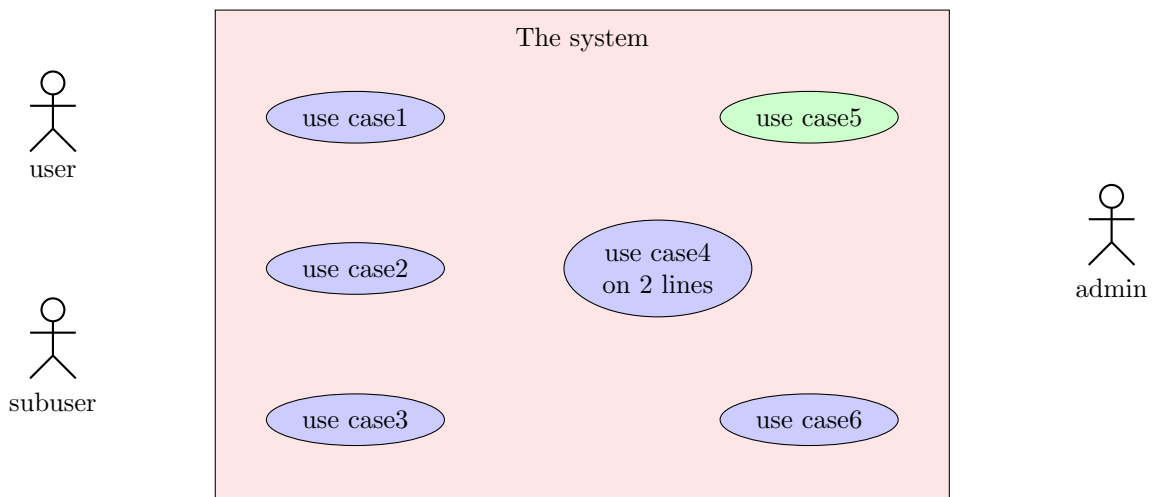 The system
user
use case1
use case5
use case2
use case4
on 2 lines
admin
subuser
use case3
use case6